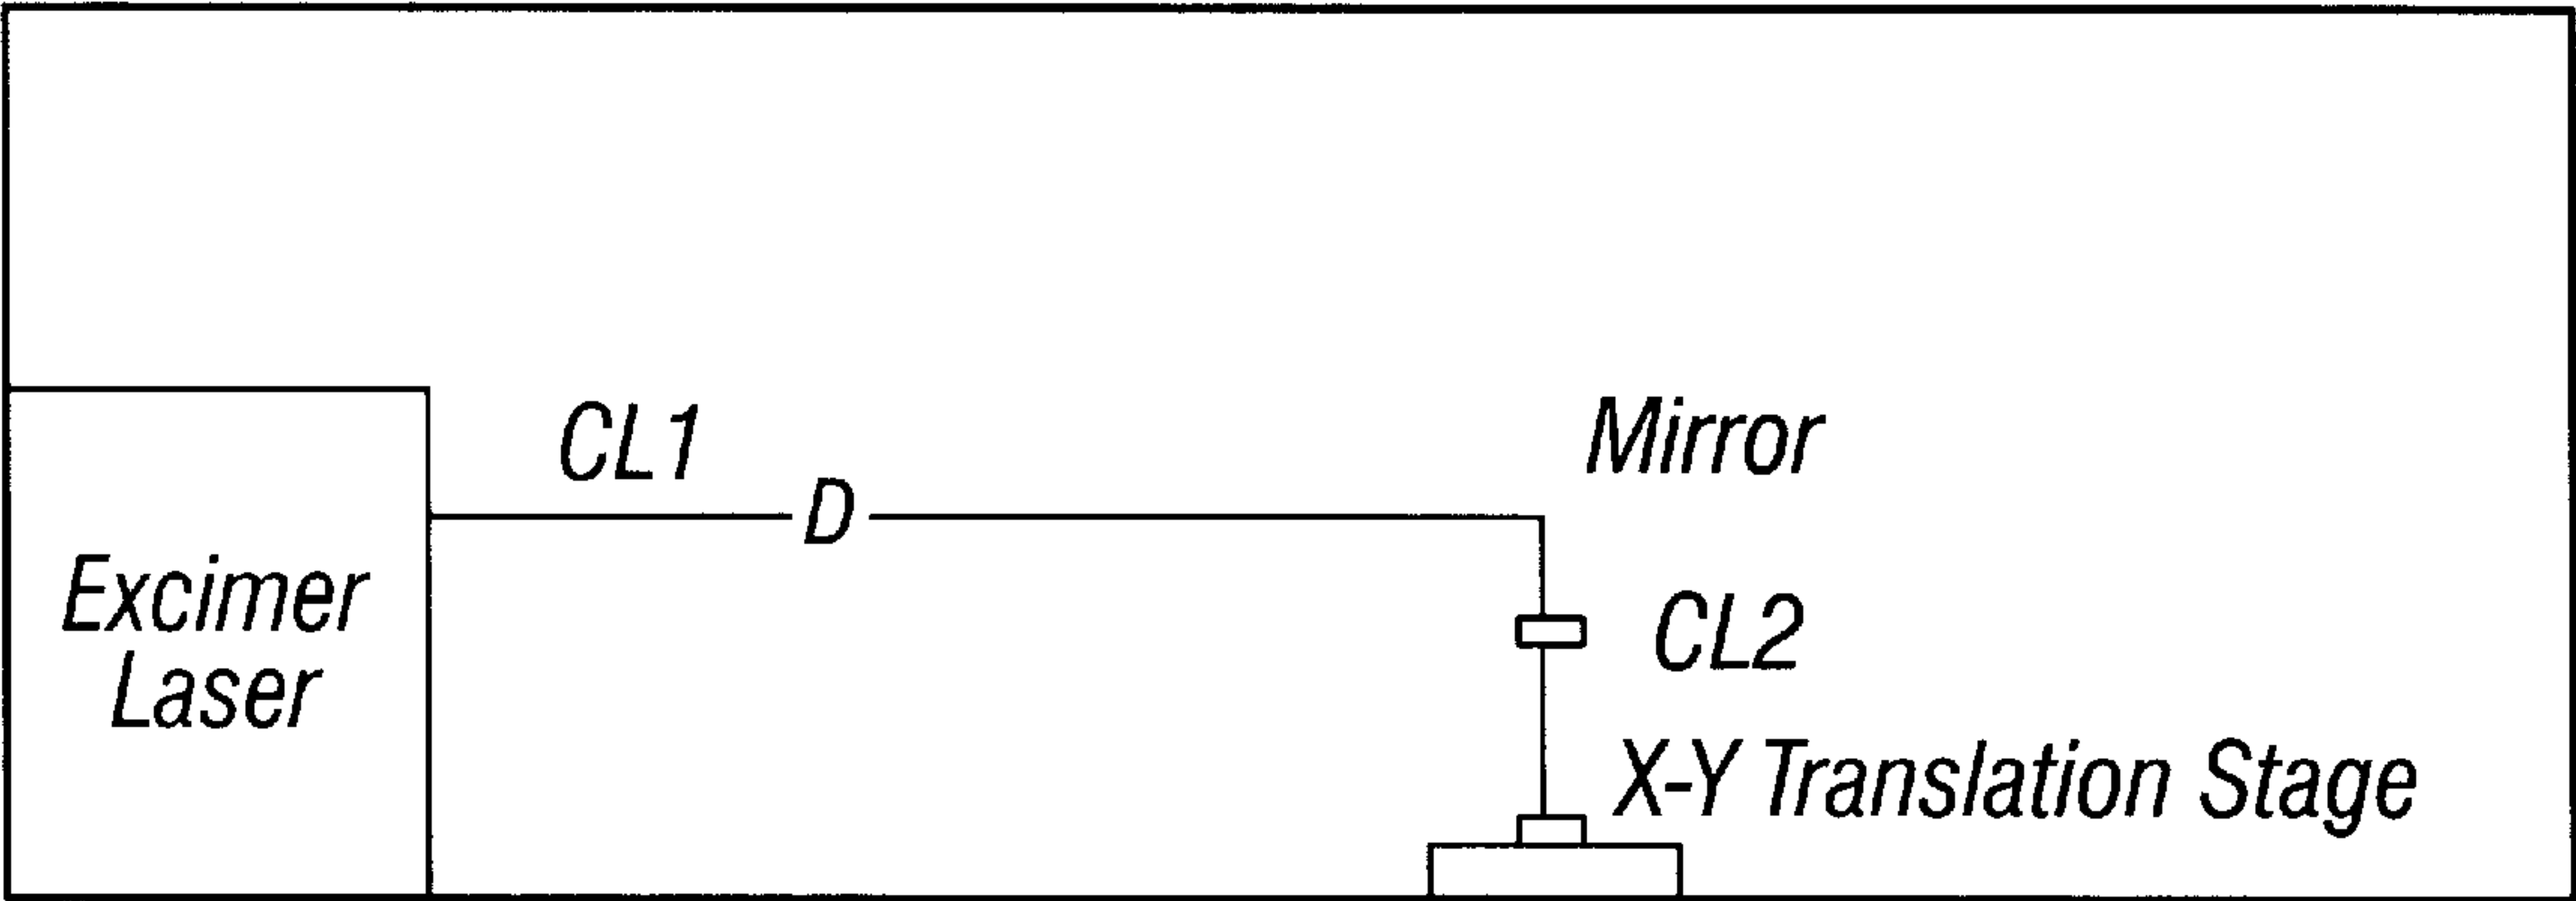 CL1
Mirror
D
Excimer
Laser
CL2
X-Y Translation Stage